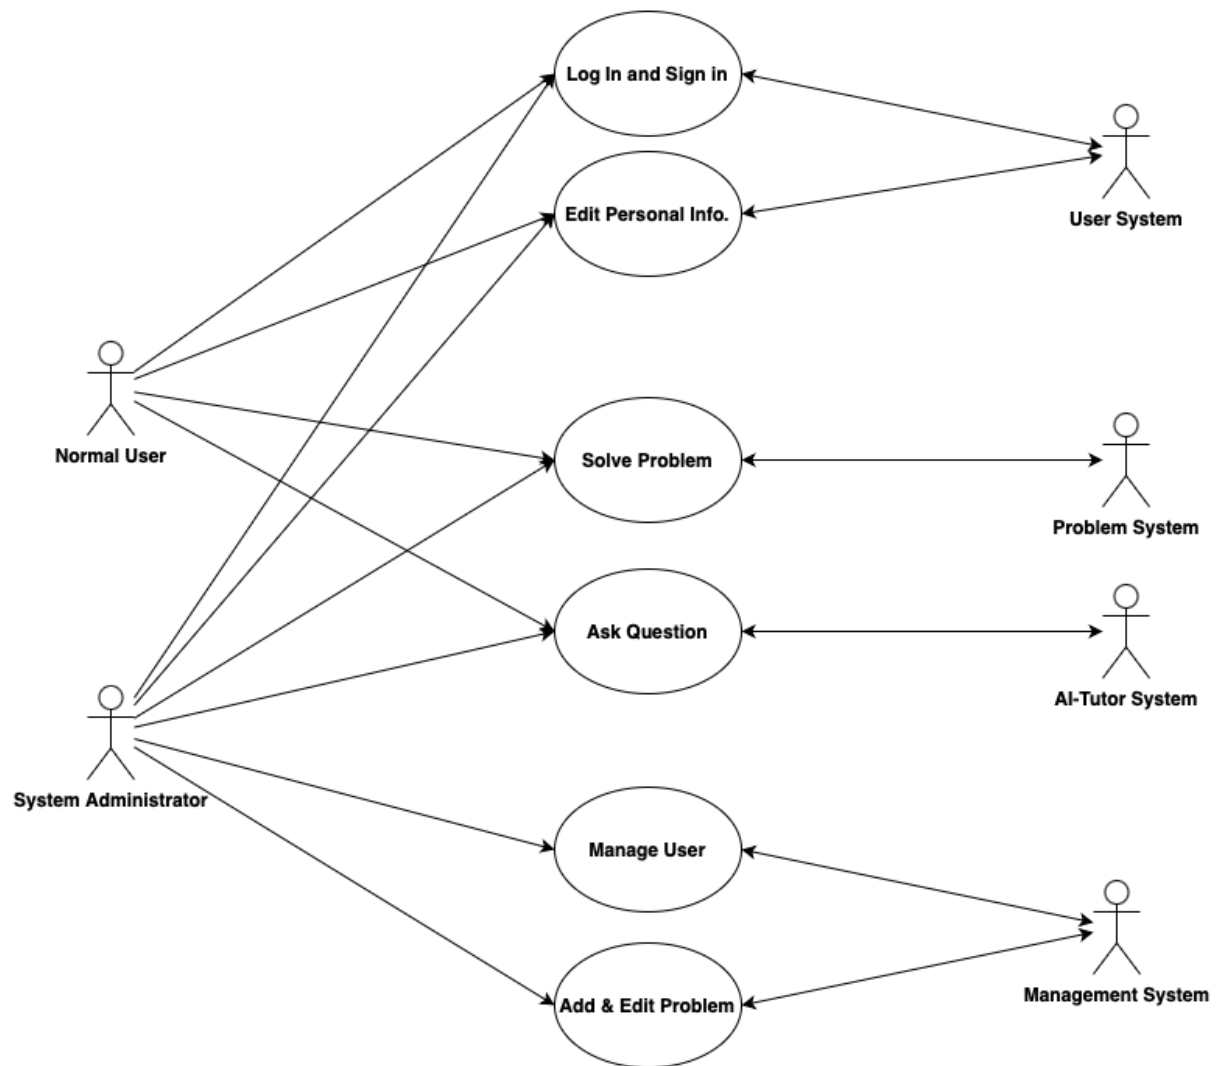 Log In and Sign in
Edit Personal Info.
User System
Normal User
Solve Problem
Problem System
Ask Question
AI-Tutor System
System Administrator
Manage User
Management System
Add & Edit Problem